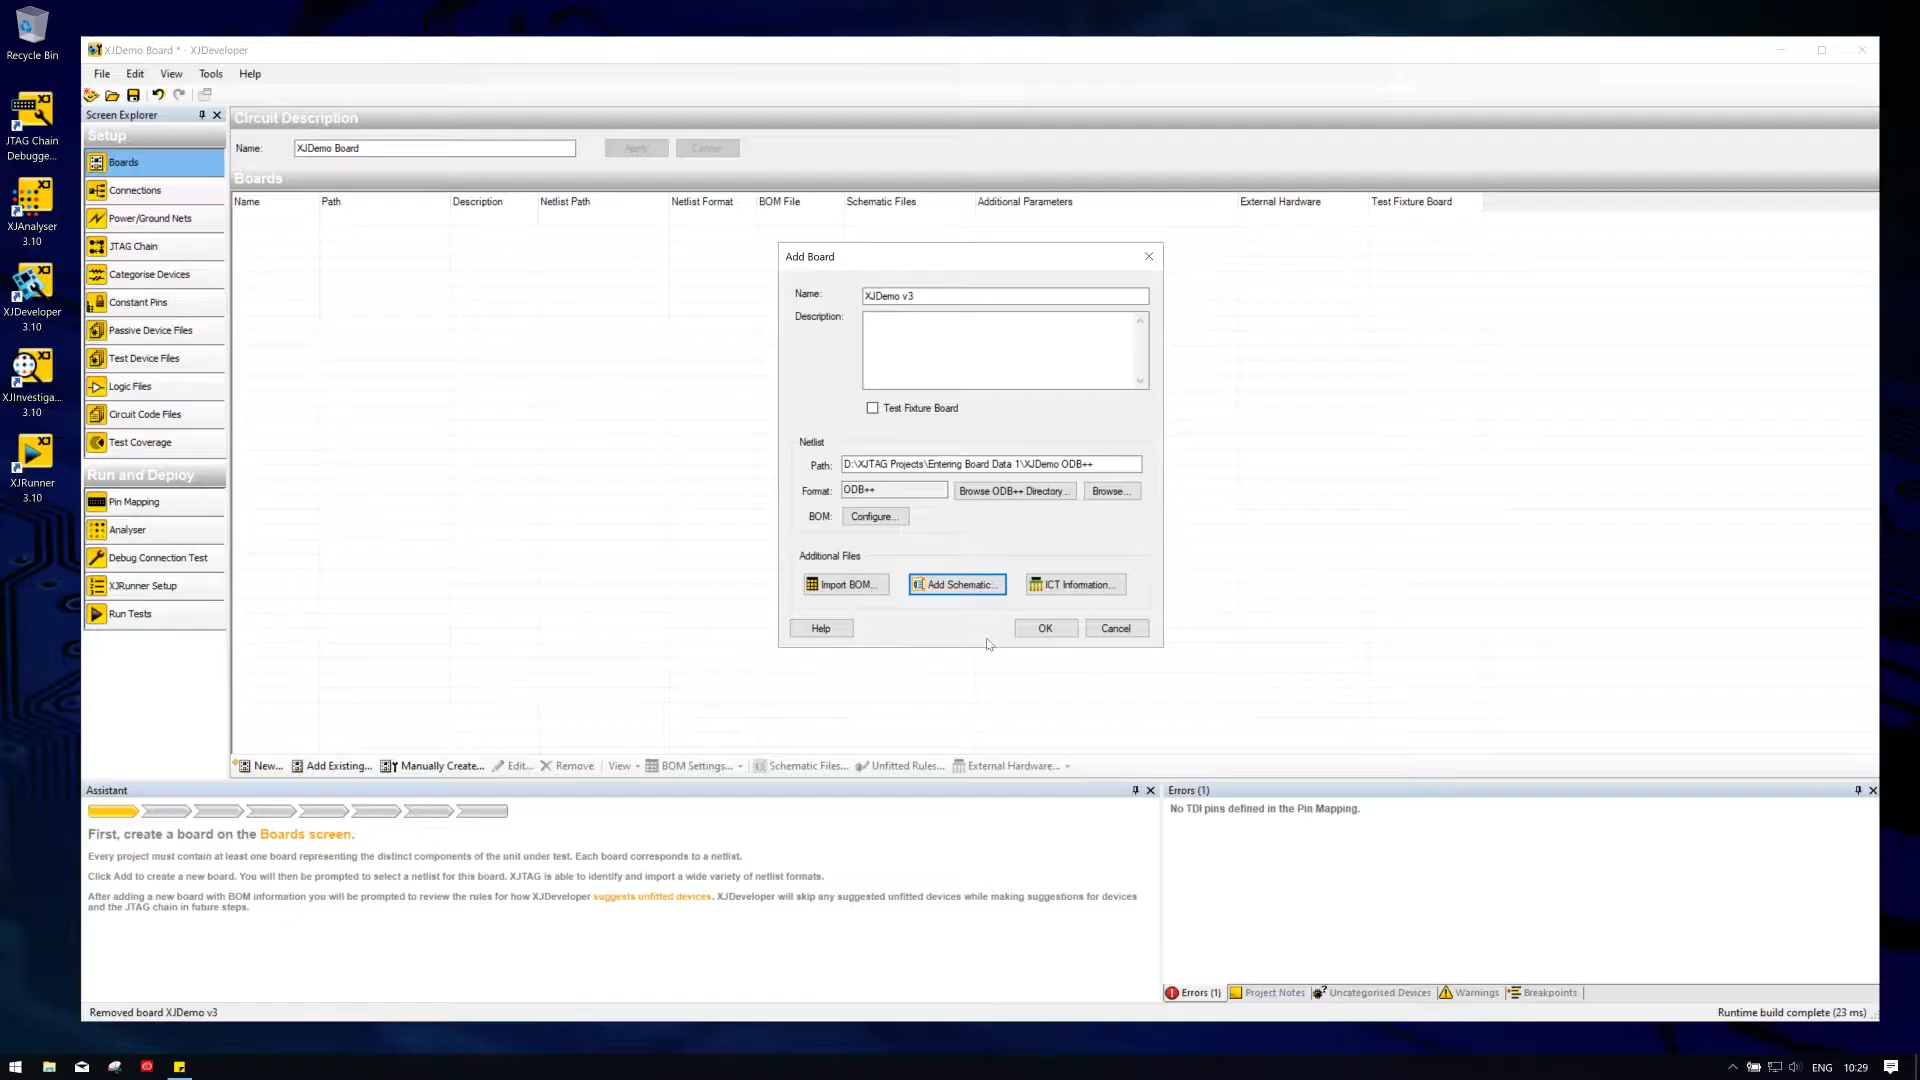 Recycle Bin
JTAG Chain
Debugge...
XJAnalyser
3.10
XJDeveloper
3.10
XJInvestiga...
3.10
XJRunner
3.10
XJDemo Board * - XJDeveloper
File Edit View Tools Help
Screen Explorer
Setup
Boards
Connections
Power/Ground Nets
JTAG Chain
Categorise Devices
Constant Pins
Passive Device Files
Test Device Files
Logic Files
Circuit Code Files
Test Coverage
Run and Deploy
Pin Mapping
Analyser
Debug Connection Test
XJRunner Setup
Run Tests
Circuit Description
Name: XJDemo Board Apply Cancel
Boards
Name Path Description Netlist Path Netlist Format BOM File Schematic Files Additional Parameters External Hardware Test Fixture Board
Add Board
Name: XJDemo v3
Description:
Test Fixture Board
Netlist
Path: D:\XJTAG Projects\Entering Board Data 1\XJDemo ODB++
Format: ODB++ Browse ODB++ Directory... Browse...
BOM: Configure...
Additional Files
Import BOM... Add Schematic... ICT Information...
Help OK Cancel
New... Add Existing... Manually Create... Edit... Remove View BOM Settings... Schematic Files... Unfitted Rules... External Hardware...
Assistant
First, create a board on the Boards screen.
Every project must contain at least one board representing the distinct components of the unit under test. Each board corresponds to a netlist.
Click Add to create a new board. You will then be prompted to select a netlist for this board. XJTAG is able to identify and import a wide variety of netlist formats.
After adding a new board with BOM information you will be prompted to review the rules for how XJDeveloper suggests unfitted devices. XJDeveloper will skip any suggested unfitted devices while making suggestions for devices
and the JTAG chain in future steps.
Errors (1)
No TDI pins defined in the Pin Mapping.
Errors (1) Project Notes Uncategorised Devices Warnings Breakpoints
Removed board XJDemo v3
Runtime build complete (23 ms)
ENG 10:29